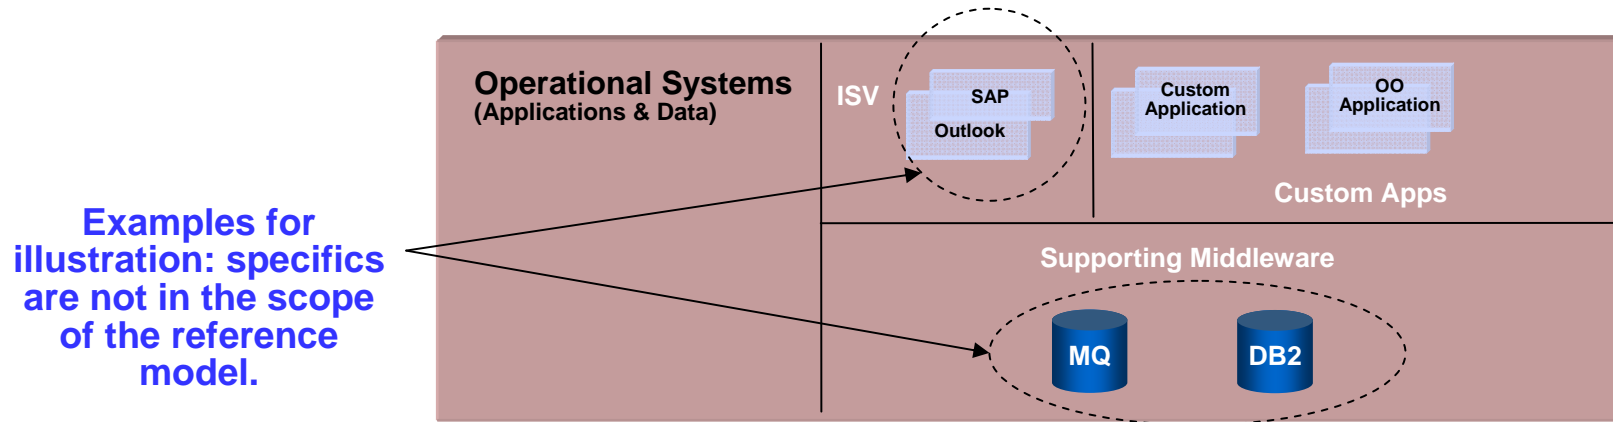 Operational Systems
(Applications & Data)
ISV
SAP
Outlook
Custom
Application
OO
Application
Custom Apps
Examples for
illustration: specifics
are not in the scope
of the reference
model.
Supporting Middleware
MQ
DB2